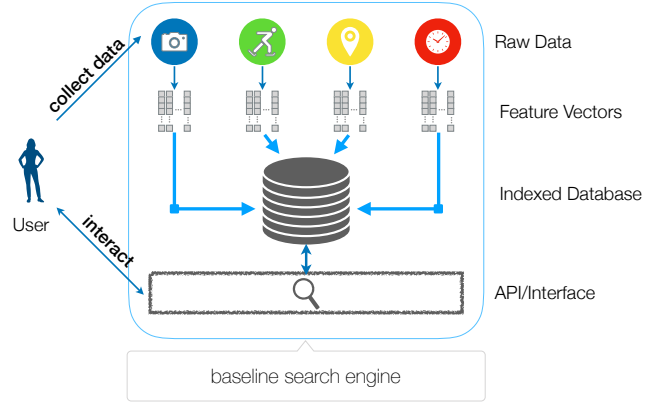 Raw Data
collect data
Feature Vectors
Indexed Database
User
interact
API/Interface
baseline search engine